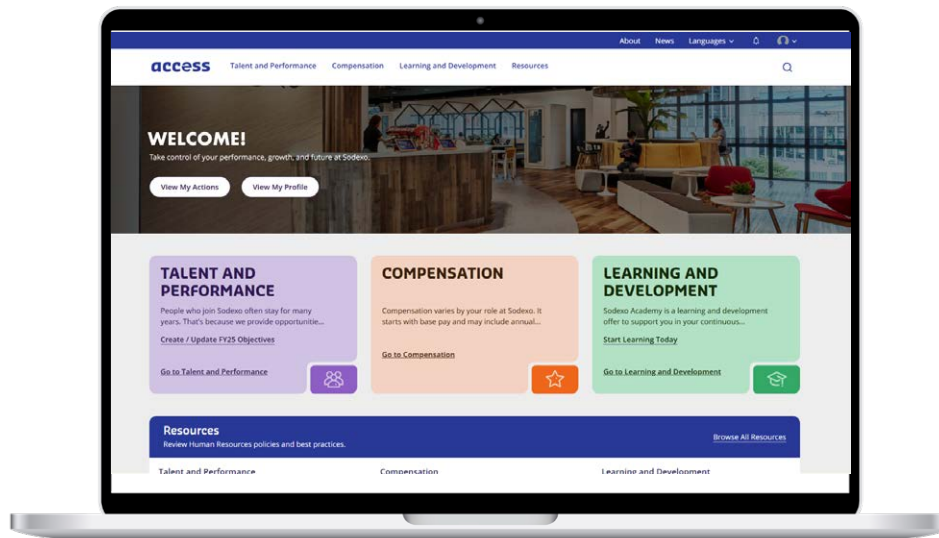 About News Languages
access Talent and Performance Compensation Learning and Development Resources
WELCOME!
Take control of your performance, growth, and future at Sodexo.
View My Actions View My Profile
TALENT AND
PERFORMANCE
People who join Sodexo often stay for many
years. That's because we provide opportunitie...
Create / Update FY25 Objectives
Go to Talent and Performance
COMPENSATION
Compensation varies by your role at Sodexo. It
starts with base pay and may include annual...
Go to Compensation
LEARNING AND
DEVELOPMENT
Sodexo Academy is a learning and development
offer to support you in your continuous...
Start Learning Today
Go to Learning and Development
Resources
Review Human Resources policies and best practices.
Browse All Resources
Talent and Performance Compensation Learning and Development